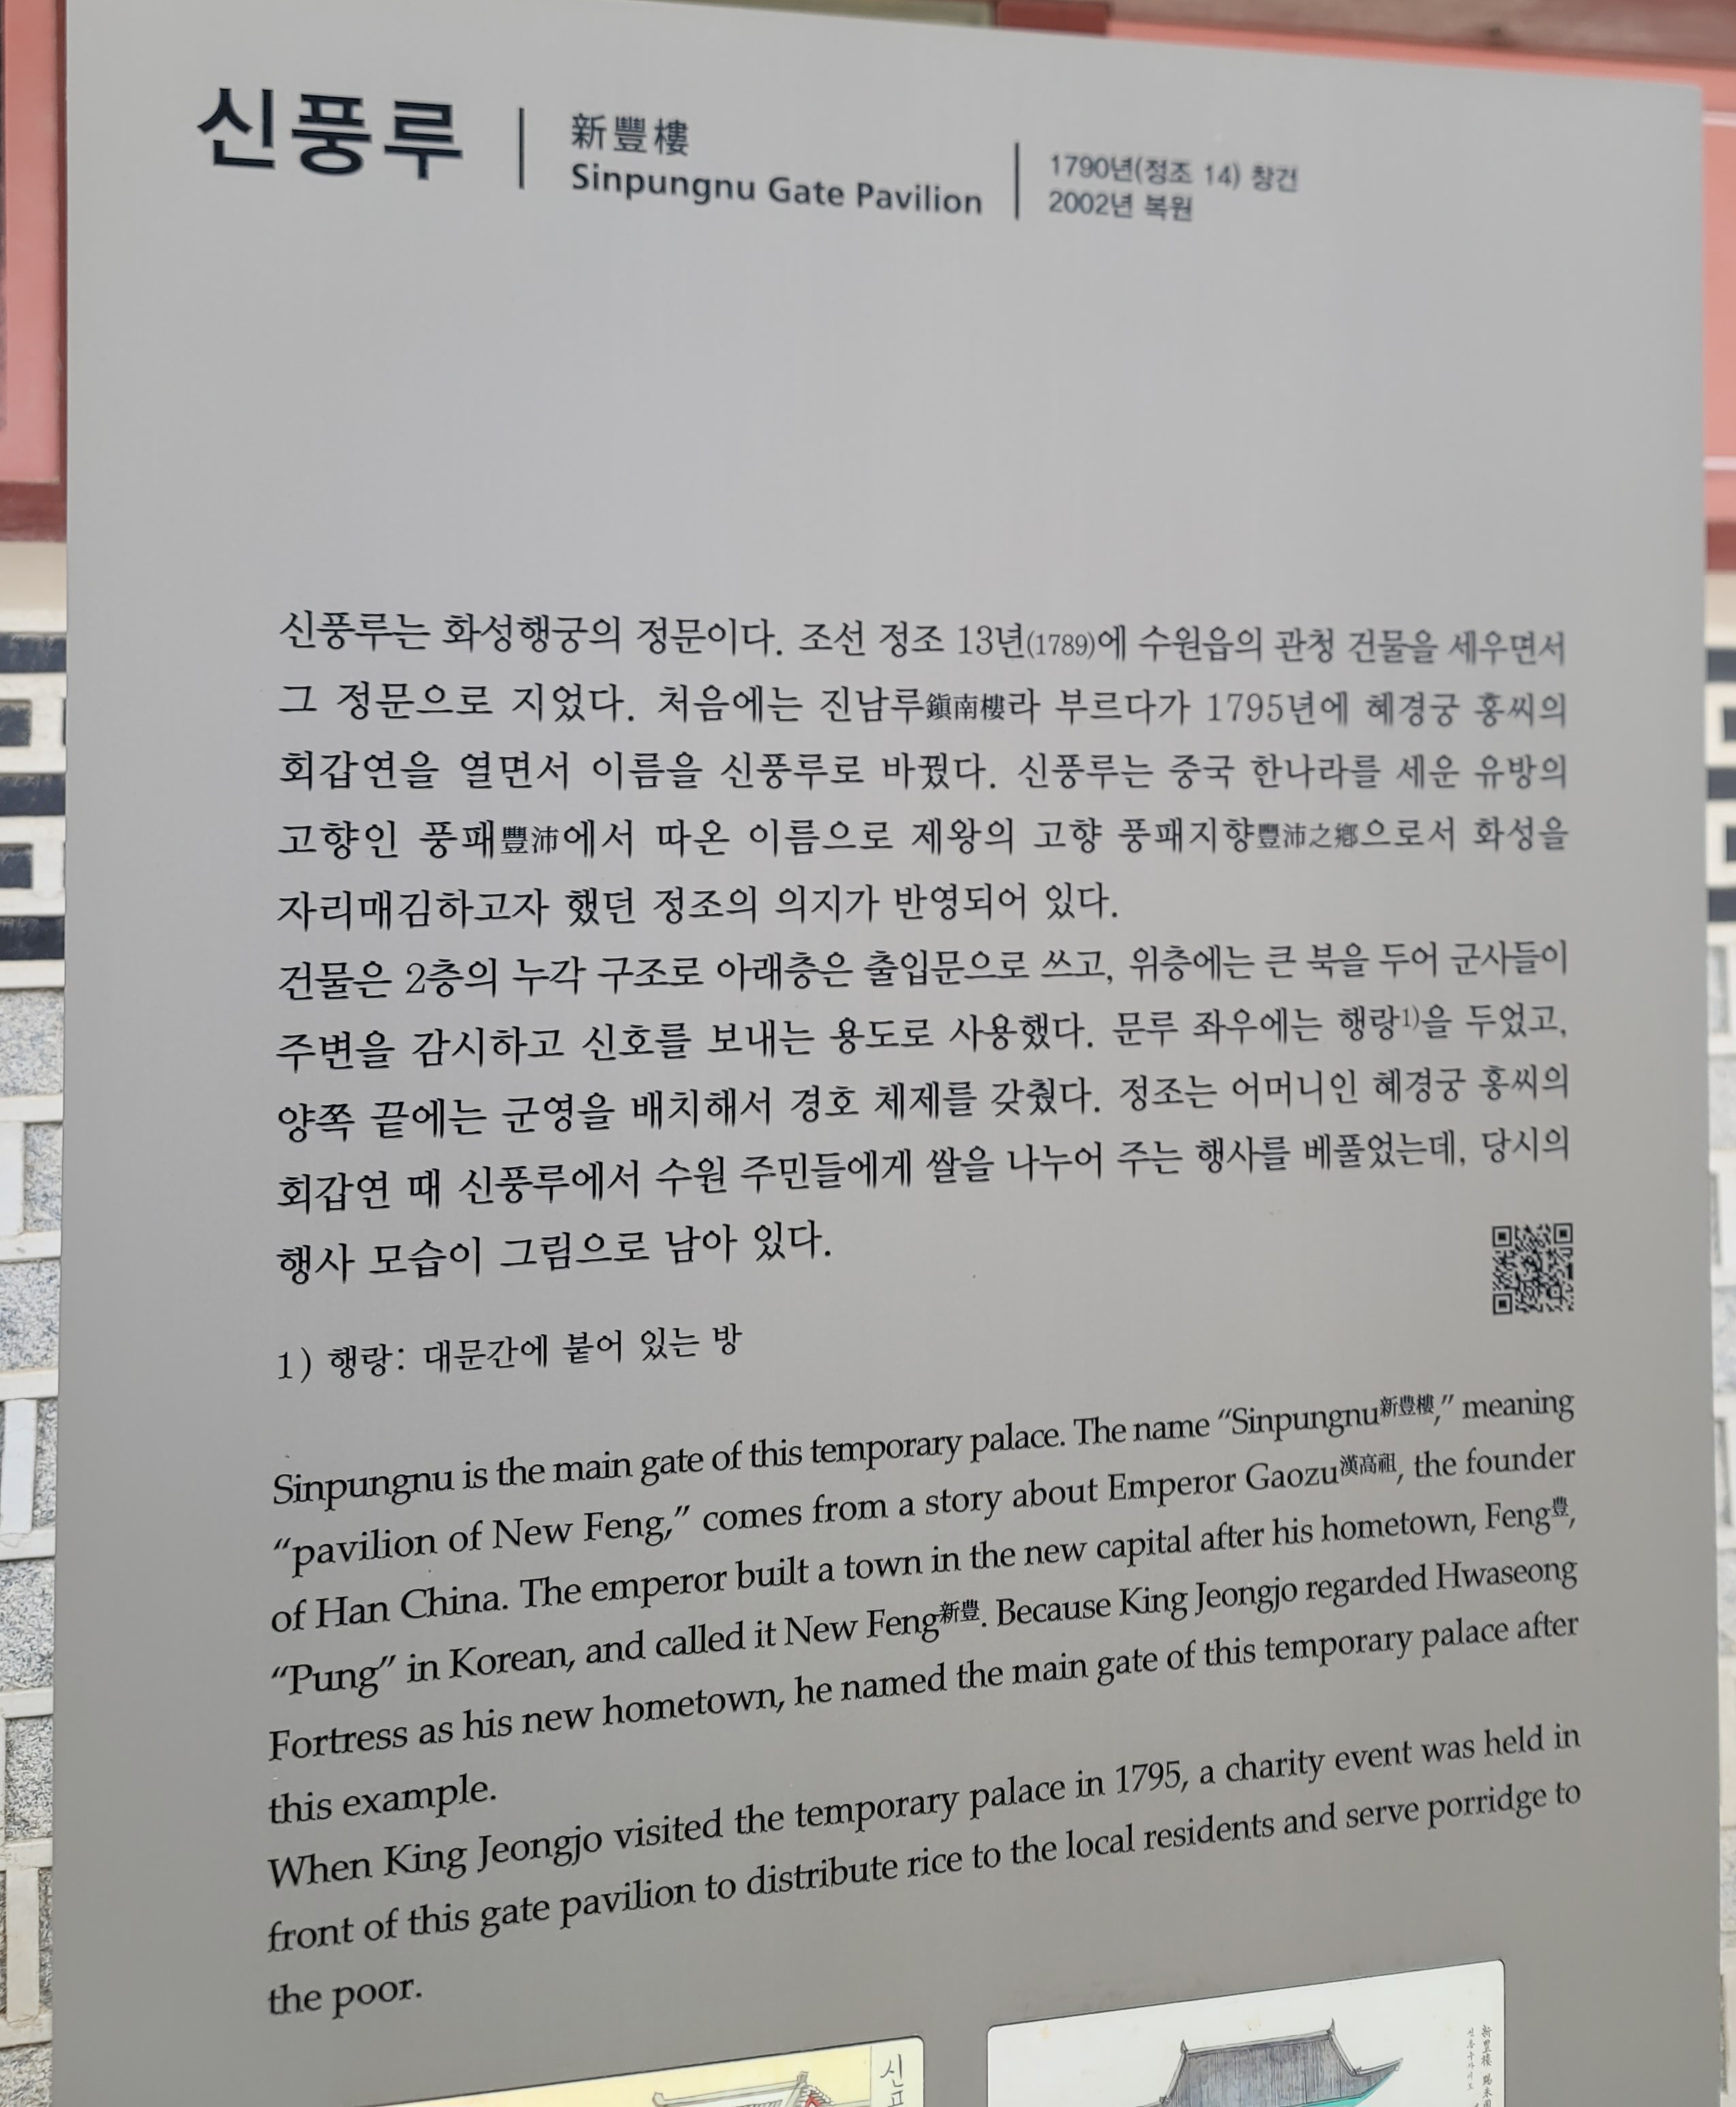 신풍루
新豐樓
Sinpungnu Gate Pavilion
1790년(정조 14) 창건
2002년 복원
신풍루는 화성행궁의 정문이다. 조선 정조 13년(1789)에 수원읍의 관청 건물을 세우면서
그 정문으로 지었다. 처음에는 진남루鎭南樓라 부르다가 1795년에 혜경궁 홍씨의
회갑연을 열면서 이름을 신풍루로 바꿨다. 신풍루는 중국 한나라를 세운 유방의
고향인 풍패豐沛에서 따온 이름으로 제왕의 고향 풍패지향豐沛之鄕으로서 화성을
자리매김하고자 했던 정조의 의지가 반영되어 있다.
건물은 2층의 누각 구조로 아래층은 출입문으로 쓰고, 위층에는 큰 북을 두어 군사들이
주변을 감시하고 신호를 보내는 용도로 사용했다. 문루 좌우에는 행랑1)을 두었고,
양쪽 끝에는 군영을 배치해서 경호 체제를 갖췄다. 정조는 어머니인 혜경궁 홍씨의
회갑연 때 신풍루에서 수원 주민들에게 쌀을 나누어 주는 행사를 베풀었는데, 당시의
행사 모습이 그림으로 남아 있다.
1) 행랑: 대문간에 붙어 있는 방
Sinpungnu is the main gate of this temporary palace. The name “Sinpungnu新豐樓,” meaning
“pavilion of New Feng,” comes from a story about Emperor Gaozu漢高祖, the founder
of Han China. The emperor built a town in the new capital after his hometown, Feng豊,
“Pung” in Korean, and called it New Feng新豊. Because King Jeongjo regarded Hwaseong
Fortress as his new hometown, he named the main gate of this temporary palace after
this example.
When King Jeongjo visited the temporary palace in 1795, a charity event was held in
front of this gate pavilion to distribute rice to the local residents and serve porridge to
the poor.